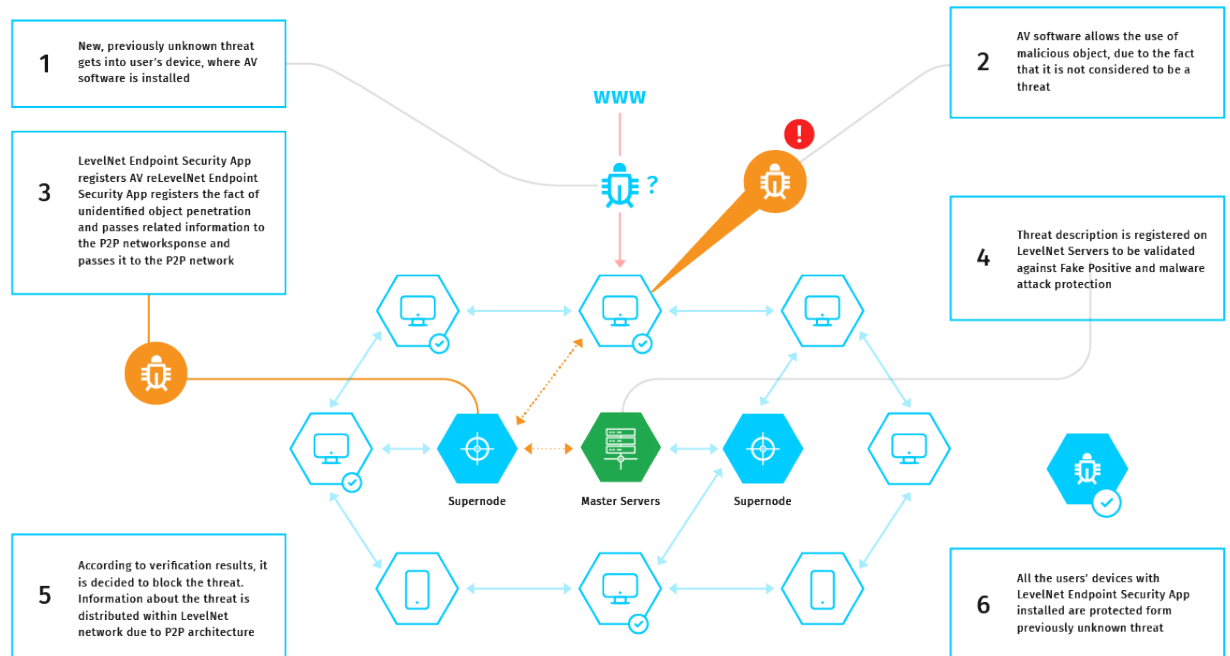 1
New, previously unknown threat
gets into user's device, where AV
software is installed
2
AV software allows the use of
malicious object, due to the fact
that it is not considered to be a
threat
www
!
?
3
LevelNet Endpoint Security App
registers AV reLevelNet Endpoint
Security App registers the fact of
unidentified object penetration
and passes related information to
the P2P networksponse and
passes it to the P2P network
4
Threat description is registered on
LevelNet Servers to be validated
against Fake Positive and malware
attack protection
Supernode
Master Servers
Supernode
5
According to verification results, it
is decided to block the threat.
Information about the threat is
distributed within LevelNet
network due to P2P architecture
6
All the users' devices with
LevelNet Endpoint Security App
installed are protected form
previously unknown threat